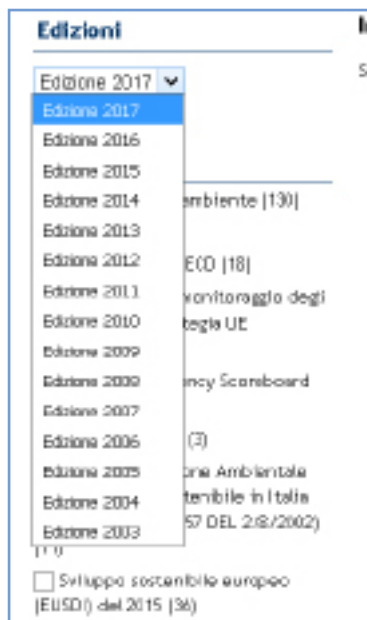 Edizioni
Edizione 2017
Edizione 2017
Edizione 2016
Edizione 2015
Edizione 2014
mbiente (130)
Edizione 2013
Edizione 2012
ECO (18)
Edizione 2011
onitoraggio degli
Edizione 2010
tegia UE
Edizione 2009
Edizione 2008
ncy Scoreboard
Edizione 2007
Edizione 2006
(3)
Edizione 2005
one Ambientale
Edizione 2004
tenibile in Italia
57 DEL 2/8/2002)
Edizione 2003
Sviluppo sostenibile europeo
(EUSDI) del 2015 (36)